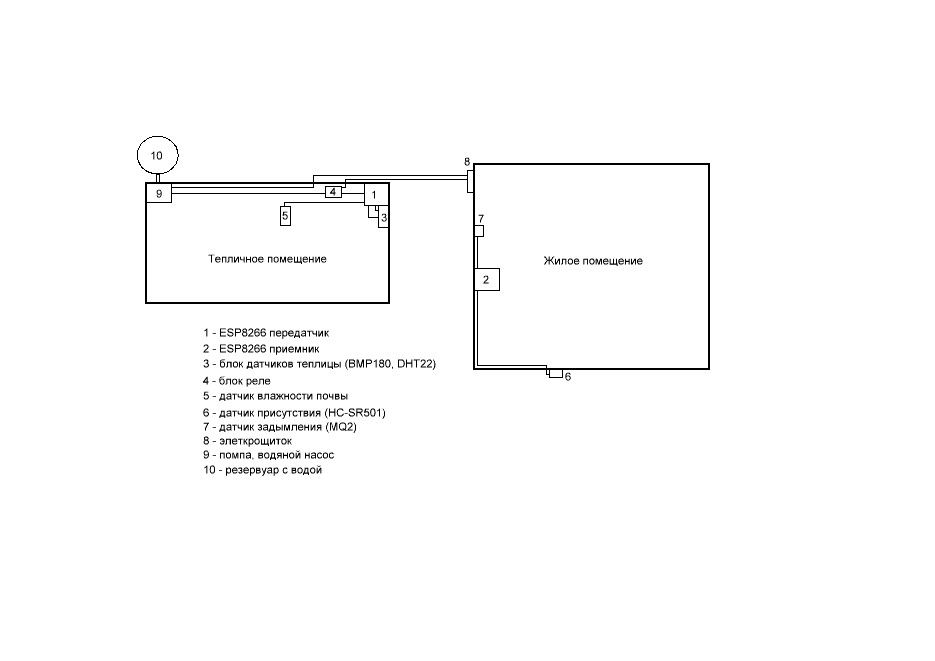 10
8
9
4
1
5
3
7
Тепличное помещение
Жилое помещение
2
1 - ESP8266 передатчик
2 - ESP8266 приемник
3 - блок датчиков теплицы (BMP180, DHT22)
4 - блок реле
5 - датчик влажности почвы
6 - датчик присутствия (HC-SR501)
7 - датчик задымления (MQ2)
8 - элеткрощиток
9 - помпа, водяной насос
10 - резервуар с водой
6